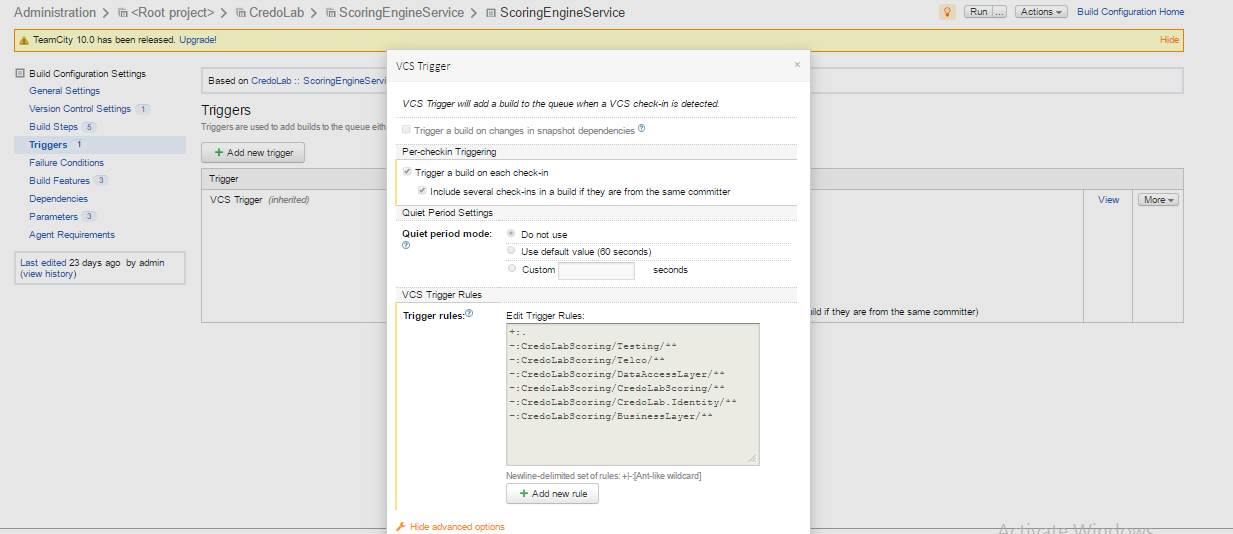 Administration > <Root project> > CredoLab > ScoringEngineService > ScoringEngineService
Run ... Actions Build Configuration Home
TeamCity 10.0 has been released. Upgrade! Hide
Build Configuration Settings
General Settings
Version Control Settings 1
Build Steps 5
Triggers 1
Failure Conditions
Build Features 3
Dependencies
Parameters 3
Agent Requirements
Last edited 23 days ago by admin
(view history)
Based on CredoLab :: ScoringEngineServi
Triggers
Triggers are used to add builds to the queue eith
+ Add new trigger
Trigger
VCS Trigger (inherited)
View More
ild if they are from the same committer)
VCS Trigger ×
VCS Trigger will add a build to the queue when a VCS check-in is detected.
Trigger a build on changes in snapshot dependencies ?
Per-checkin Triggering
Trigger a build on each check-in
Include several check-ins in a build if they are from the same committer
Quiet Period Settings
Quiet period mode: ?
Do not use
Use default value (60 seconds)
Custom seconds
VCS Trigger Rules
Trigger rules: ?
Edit Trigger Rules:
+:.
-:CredoLabScoring/Testing/**
-:CredoLabScoring/Telco/**
-:CredoLabScoring/DataAccessLayer/**
-:CredoLabScoring/CredoLabScoring/**
-:CredoLabScoring/CredoLab.Identity/**
-:CredoLabScoring/BusinessLayer/**
Newline-delimited set of rules: +|-:[Ant-like wildcard]
+ Add new rule
Hide advanced options
Activate Windows